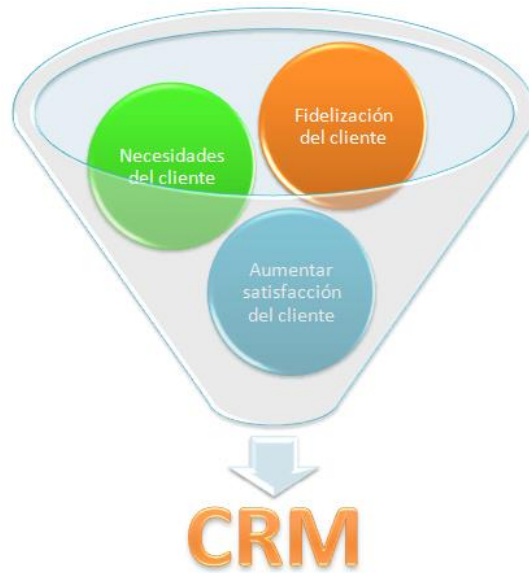 Fidelización
del cliente
Necesidades
del cliente
Aumentar
satisfacción
del cliente
CRM